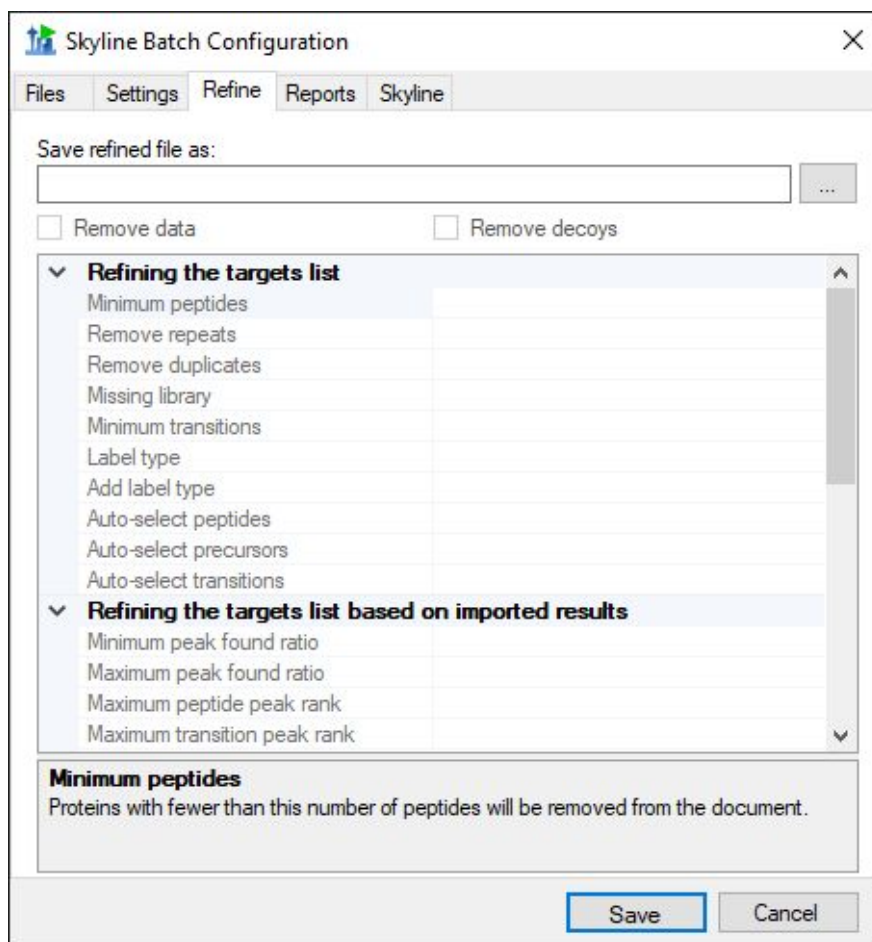 Skyline Batch Configuration
Files Settings Refine Reports Skyline
Save refined file as:
...
Remove data Remove decoys
Refining the targets list
Minimum peptides
Remove repeats
Remove duplicates
Missing library
Minimum transitions
Label type
Add label type
Auto-select peptides
Auto-select precursors
Auto-select transitions
Refining the targets list based on imported results
Minimum peak found ratio
Maximum peak found ratio
Maximum peptide peak rank
Maximum transition peak rank
Minimum peptides
Proteins with fewer than this number of peptides will be removed from the document.
Save Cancel